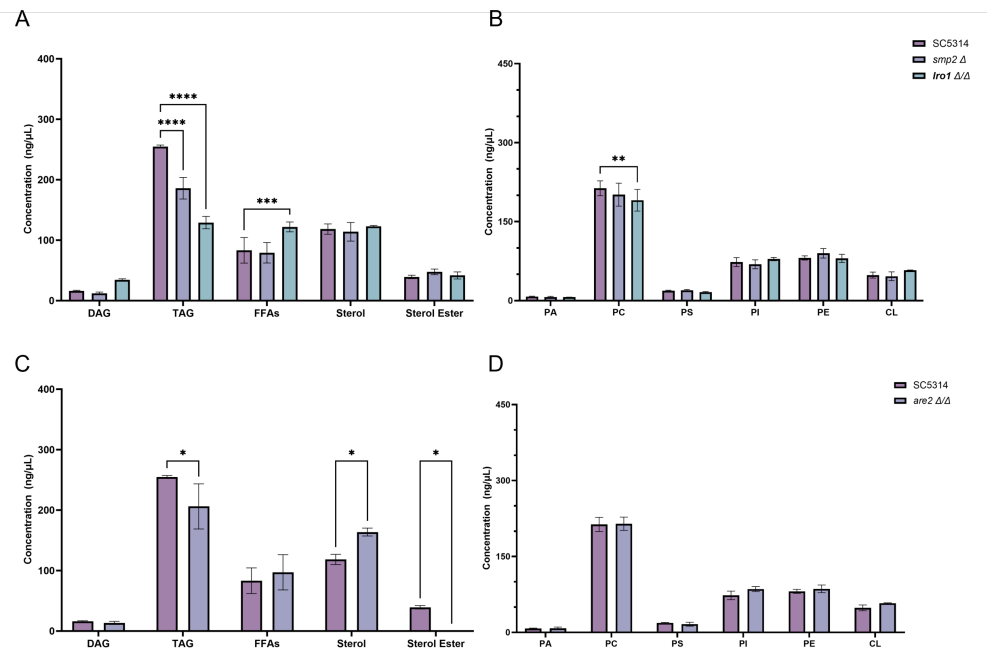 A
B
SC5314
smp2 Δ
lro1 Δ/Δ
Concentration (ng/µL)
400
300
200
100
0
****
****
***
DAG TAG FFAs Sterol Sterol Ester
Concentration (ng/µL)
450
300
150
0
**
PA PC PS PI PE CL
C
D
SC5314
are2 Δ/Δ
Concentration (ng/µL)
400
300
200
100
0
*
*
*
DAG TAG FFAs Sterol Sterol Ester
Concentration (ng/µL)
450
300
150
0
PA PC PS PI PE CL